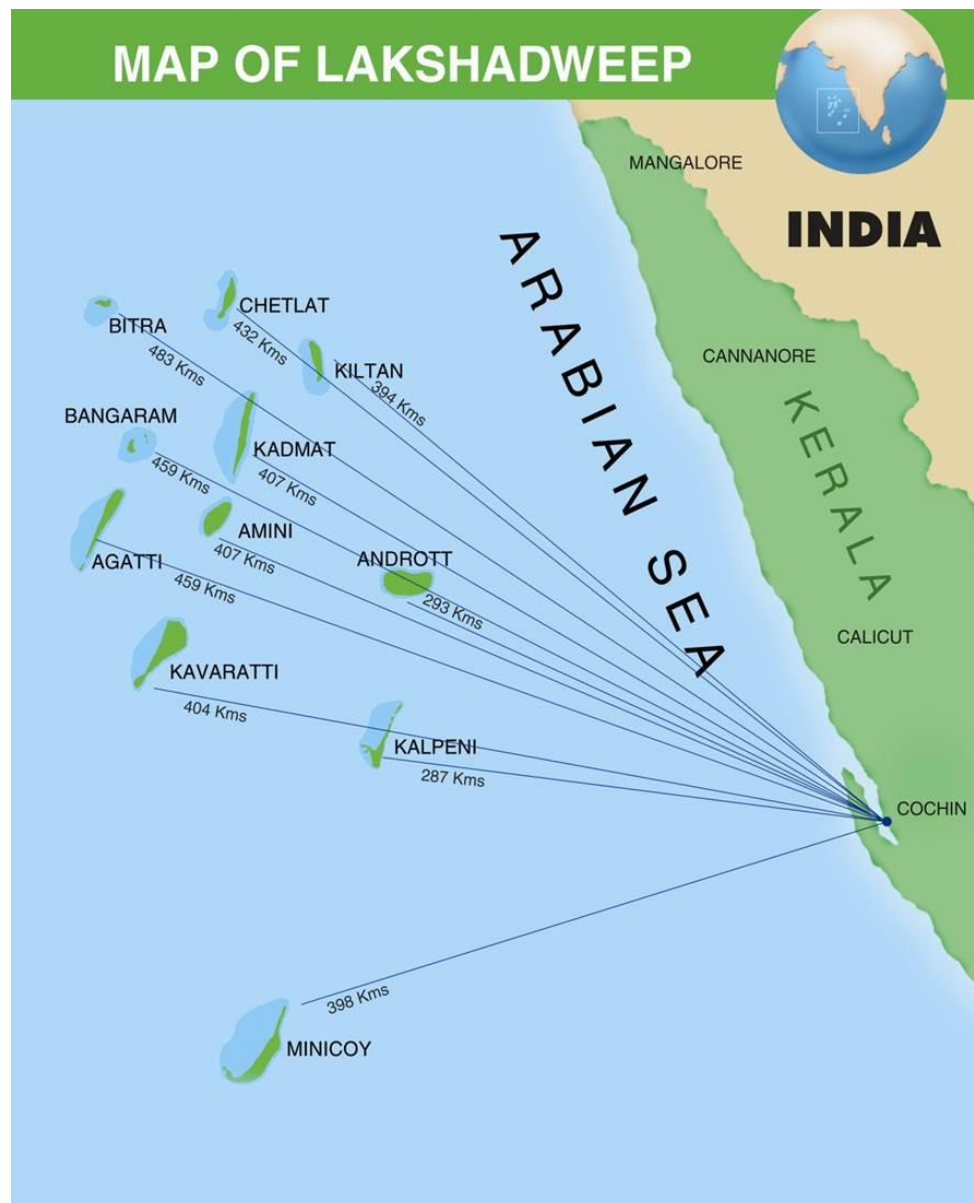 MAP OF LAKSHADWEEP
INDIA
MANGALORE
ARABIAN SEA
CHETLAT
432 Kms
BITRA
483 Kms
KILTAN
394 Kms
CANNANORE
KERALA
BANGARAM
459 Kms
KADMAT
407 Kms
AMINI
407 Kms
AGATTI
459 Kms
ANDROTT
293 Kms
CALICUT
KAVARATTI
404 Kms
KALPENI
287 Kms
COCHIN
398 Kms
MINICOY